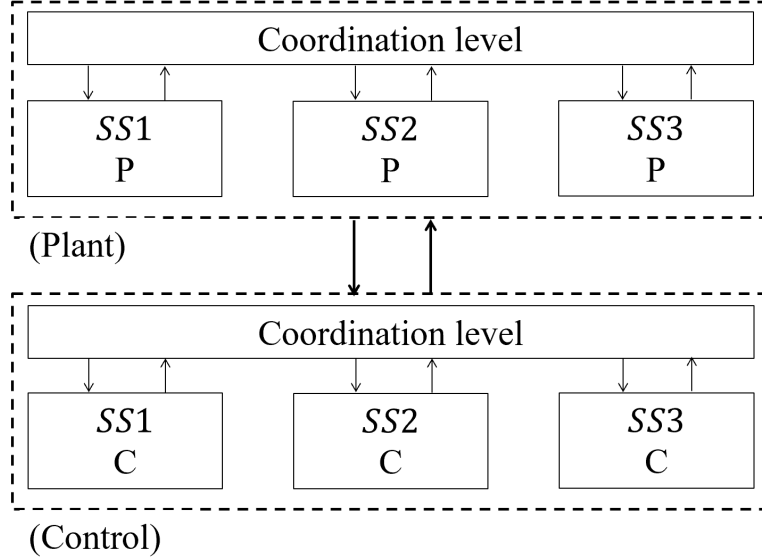 Coordination level
SS1 SS2 SS3
P P P
(Plant)
Coordination level
SS1 SS2 SS3
C C C
(Control)